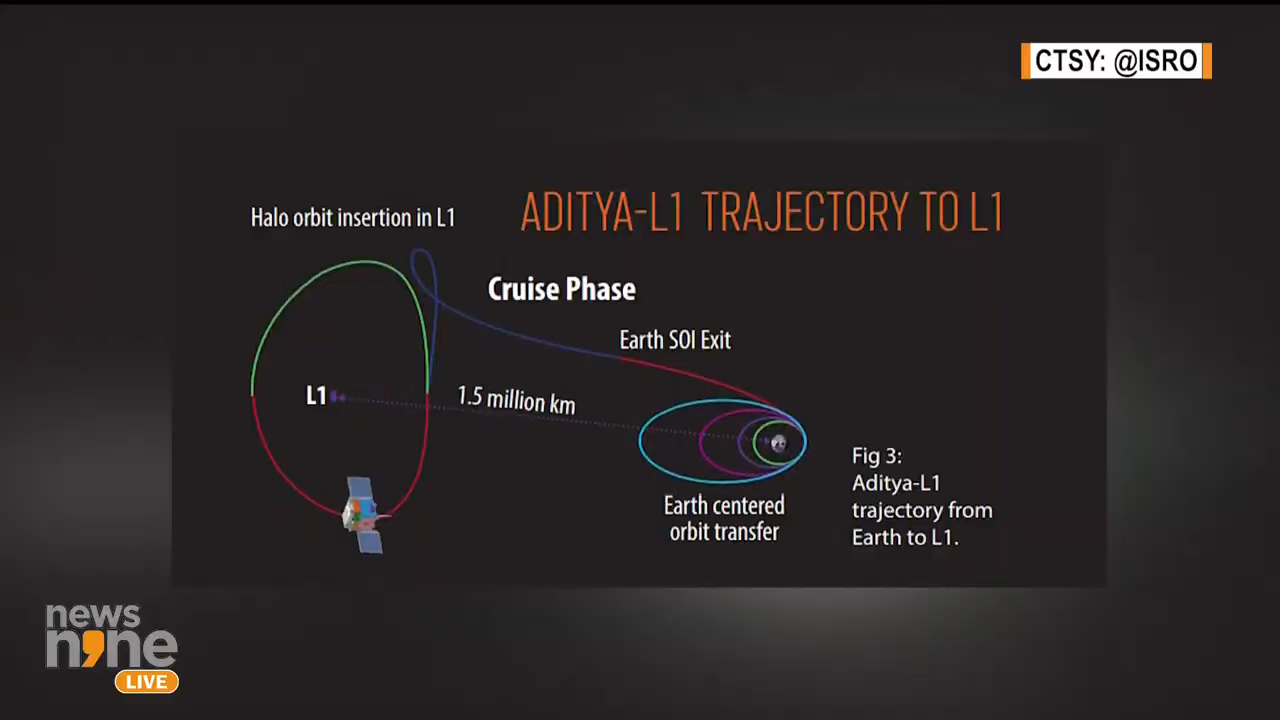 CTSY: @ISRO
ADITYA-L1 TRAJECTORY TO L1
Halo orbit insertion in L1
Cruise Phase
Earth SOI Exit
L1
1.5 million km
Earth centered
orbit transfer
Fig 3:
Aditya-L1
trajectory from
Earth to L1.
news
n9ne
LIVE